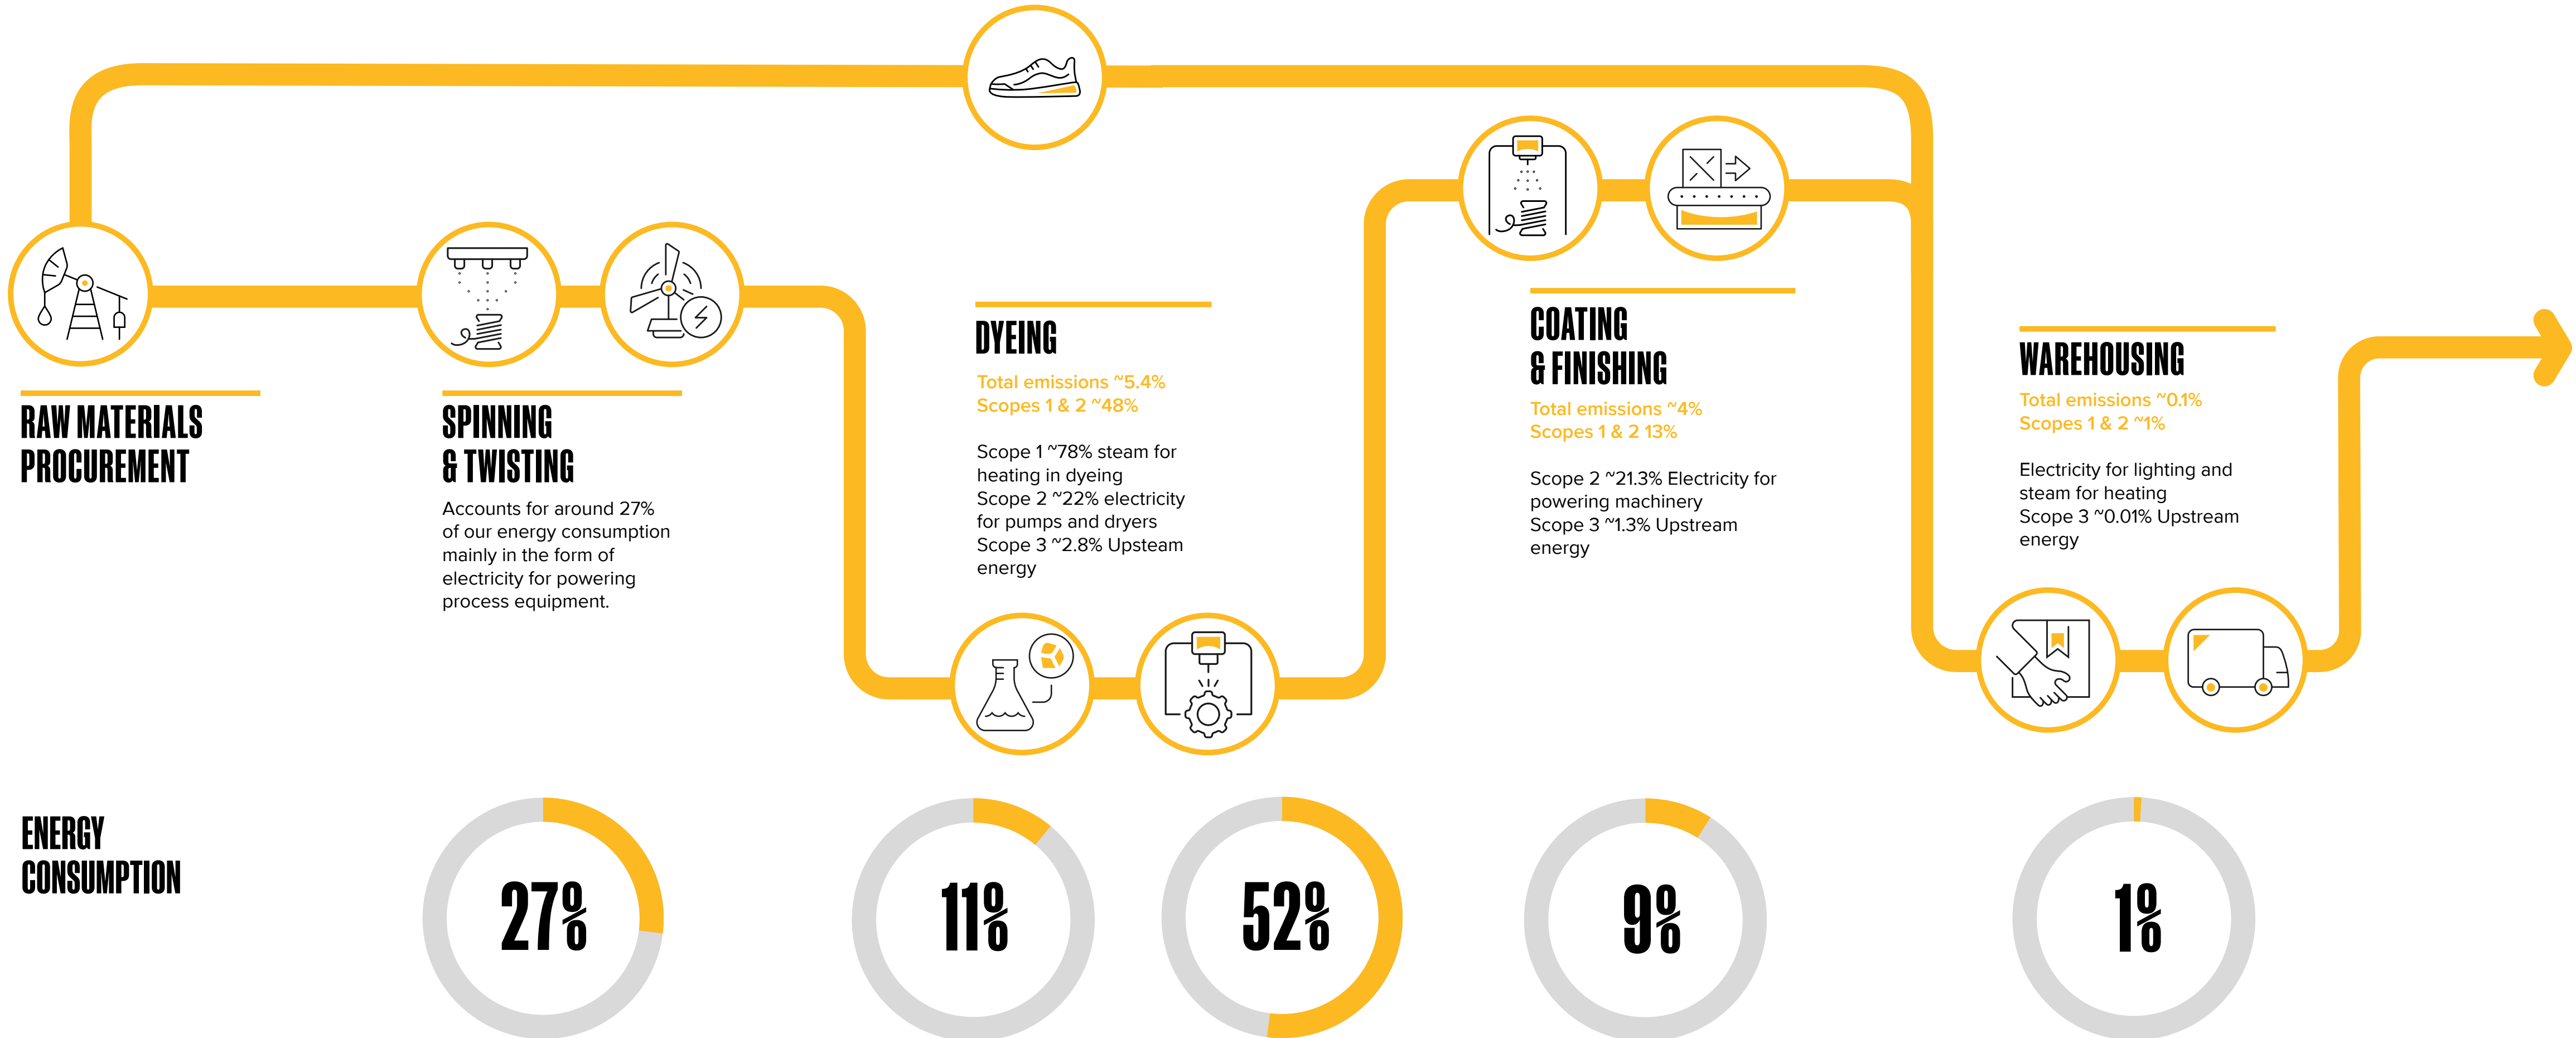 RAW MATERIALS
PROCUREMENT
SPINNING
& TWISTING
Accounts for around 27%
of our energy consumption
mainly in the form of
electricity for powering
process equipment.
DYEING
Total emissions ~5.4%
Scopes 1 & 2 ~48%
Scope 1 ~78% steam for
heating in dyeing
Scope 2 ~22% electricity
for pumps and dryers
Scope 3 ~2.8% Upsteam
energy
COATING
& FINISHING
Total emissions ~4%
Scopes 1 & 2 13%
Scope 2 ~21.3% Electricity for
powering machinery
Scope 3 ~1.3% Upstream
energy
WAREHOUSING
Total emissions ~0.1%
Scopes 1 & 2 ~1%
Electricity for lighting and
steam for heating
Scope 3 ~0.01% Upstream
energy
ENERGY
CONSUMPTION
27%
11%
52%
9%
1%